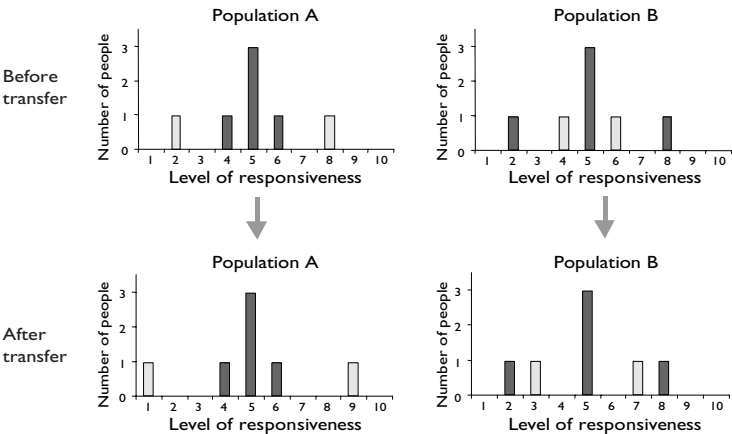 Population A
Number of people
3
2
1
0
1 2 3 4 5 6 7 8 9 10
Level of responsiveness
Population B
Number of people
3
2
1
0
1 2 3 4 5 6 7 8 9 10
Level of responsiveness
Before
transfer
Population A
Number of people
3
2
1
0
1 2 3 4 5 6 7 8 9 10
Level of responsiveness
Population B
Number of people
3
2
1
0
1 2 3 4 5 6 7 8 9 10
Level of responsiveness
After
transfer